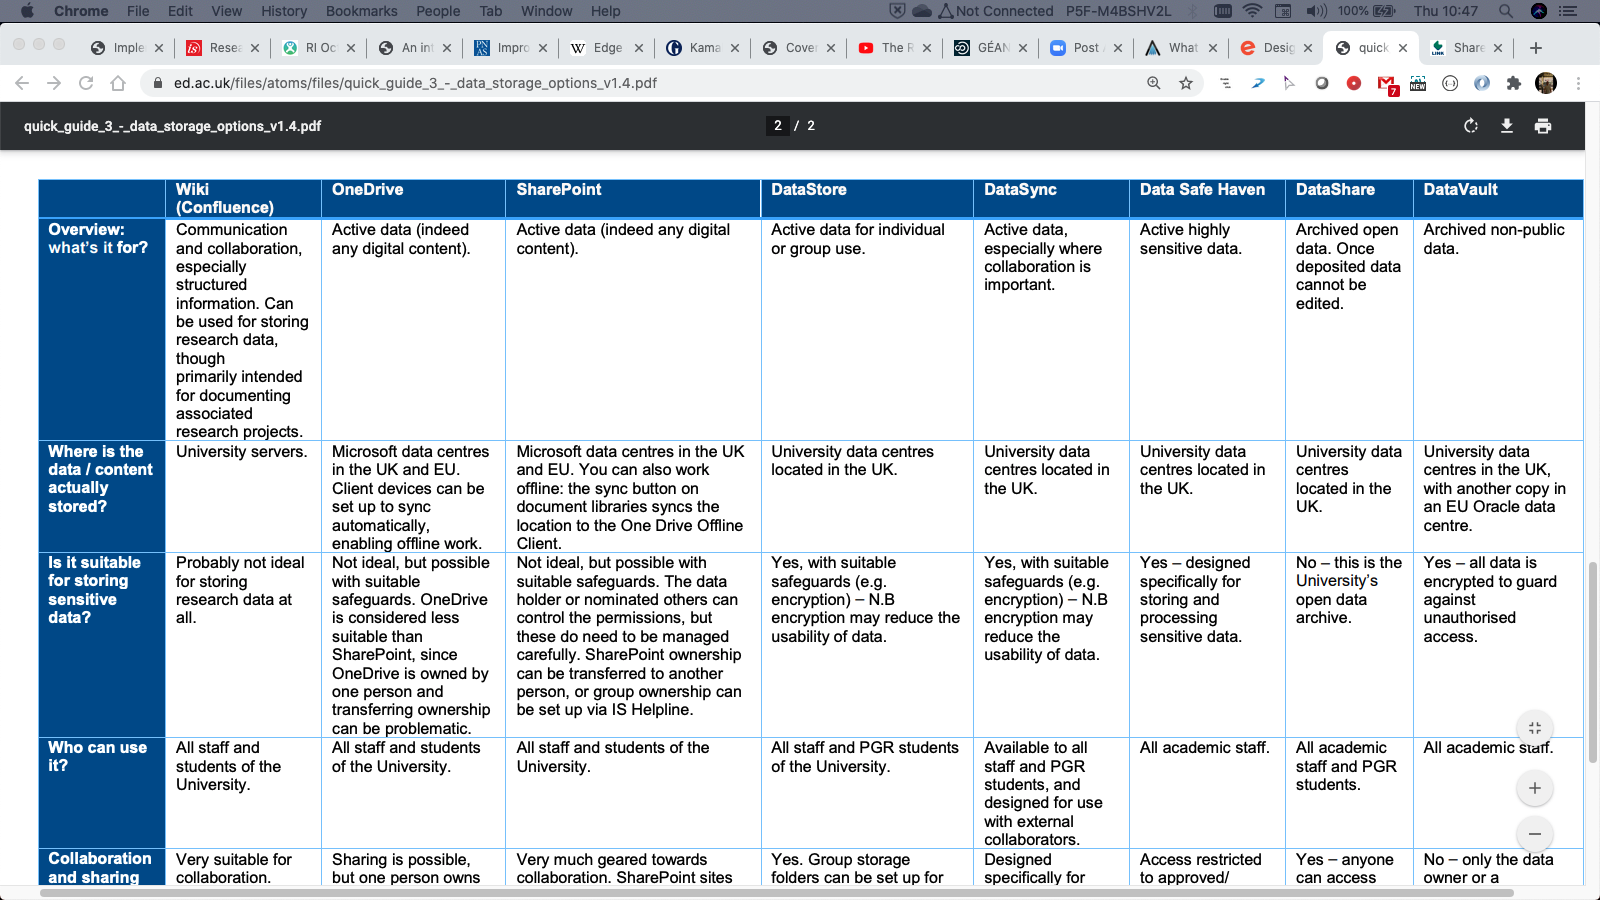 Chrome File Edit View History Bookmarks People Tab Window Help Not Connected P5F-M4BSHV2L 100% Thu 10:47
Imple Resea RI Oc An in Impro Edge Kama Cover The R GÉAN Post What Desig quick Share
ed.ac.uk/files/atoms/files/quick_guide_3_-_data_storage_options_v1.4.pdf
quick_guide_3_-_data_storage_options_v1.4.pdf 2 / 2
Wiki
(Confluence)
OneDrive
SharePoint
DataStore
DataSync
Data Safe Haven
DataShare
DataVault
Overview:
what's it for?
Communication
and collaboration,
especially
structured
information. Can
be used for storing
research data,
though
primarily intended
for documenting
associated
research projects.
Active data (indeed
any digital content).
Active data (indeed any digital
content).
Active data for individual
or group use.
Active data,
especially where
collaboration is
important.
Active highly
sensitive data.
Archived open
data. Once
deposited data
cannot be
edited.
Archived non-public
data.
Where is the
data / content
actually
stored?
University servers.
Microsoft data centres
in the UK and EU.
Client devices can be
set up to sync
automatically,
enabling offline work.
Microsoft data centres in the UK
and EU. You can also work
offline: the sync button on
document libraries syncs the
location to the One Drive Offline
Client.
University data centres
located in the UK.
University data
centres located in
the UK.
University data
centres located in
the UK.
University data
centres
located in the
UK.
University data
centres in the UK,
with another copy in
an EU Oracle data
centre.
Is it suitable
for storing
sensitive
data?
Probably not ideal
for storing
research data at
all.
Not ideal, but possible
with suitable
safeguards. OneDrive
is considered less
suitable than
SharePoint, since
OneDrive is owned by
one person and
transferring ownership
can be problematic.
Not ideal, but possible with
suitable safeguards. The data
holder or nominated others can
control the permissions, but
these do need to be managed
carefully. SharePoint ownership
can be transferred to another
person, or group ownership can
be set up via IS Helpline.
Yes, with suitable
safeguards (e.g.
encryption) – N.B
encryption may reduce the
usability of data.
Yes, with suitable
safeguards (e.g.
encryption) – N.B
encryption may
reduce the
usability of data.
Yes – designed
specifically for
storing and
processing
sensitive data.
No – this is the
University's
open data
archive.
Yes – all data is
encrypted to guard
against
unauthorised
access.
Who can use
it?
All staff and
students of the
University.
All staff and students
of the University.
All staff and students of the
University.
All staff and PGR students
of the University.
Available to all
staff and PGR
students, and
designed for use
with external
collaborators.
All academic staff.
All academic
staff and PGR
students.
All academic staff.
Collaboration
and sharing
Very suitable for
collaboration.
Sharing is possible,
but one person owns
Very much geared towards
collaboration. SharePoint sites
Yes. Group storage
folders can be set up for
Designed
specifically for
Access restricted
to approved/
Yes – anyone
can access
No – only the data
owner or a